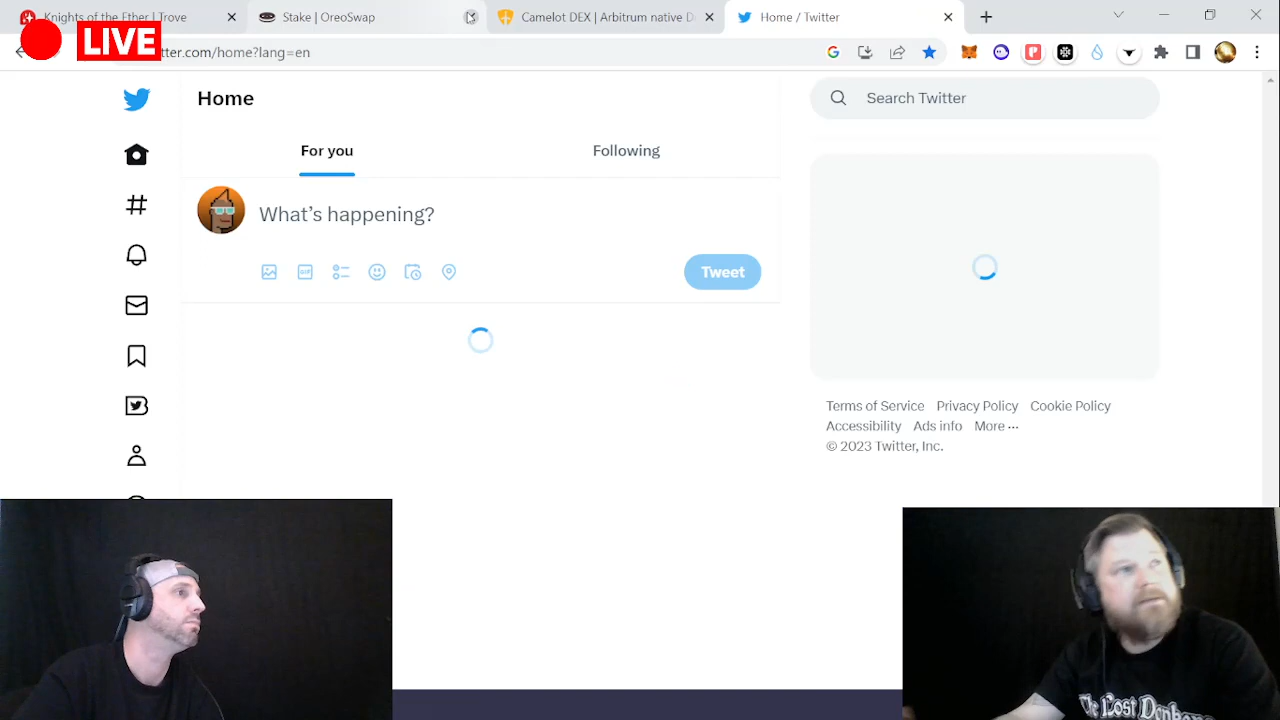 Knights of the Ether | Trove
Stake | OreoSwap
Camelot DEX | Arbitrum native D
Home / Twitter
LIVE
tter.com/home?lang=en
Home
Search Twitter
For you
Following
What's happening?
GIF
Tweet
Terms of Service Privacy Policy Cookie Policy
Accessibility Ads info More ...
© 2023 Twitter, Inc.
The Lost Donkeys